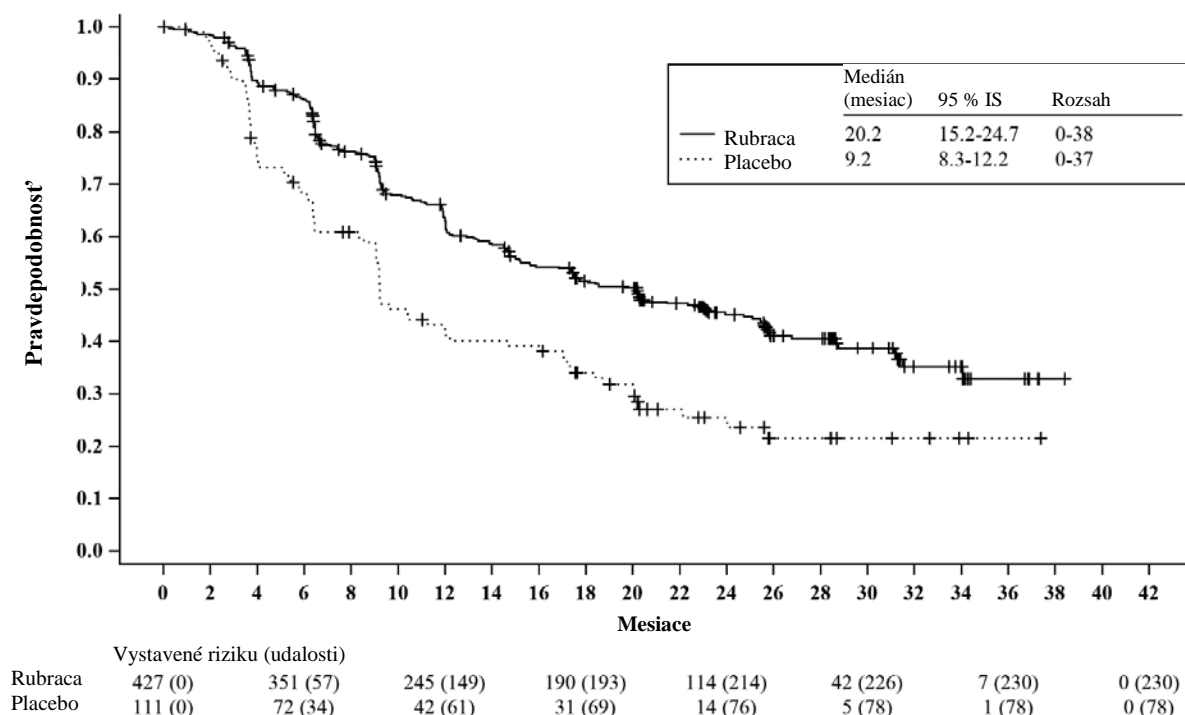 1.0
0.9
0.8
0.7
0.6
0.5
0.4
0.3
0.2
0.1
0.0
Pravdepodobnosť
Medián
(mesiac) 95 % IS Rozsah
Rubraca 20.2 15.2-24.7 0-38
Placebo 9.2 8.3-12.2 0-37
0 2 4 6 8 10 12 14 16 18 20 22 24 26 28 30 32 34 36 38 40 42
Mesiace
Vystavené riziku (udalosti)
Rubraca 427 (0) 351 (57) 245 (149) 190 (193) 114 (214) 42 (226) 7 (230) 0 (230)
Placebo 111 (0) 72 (34) 42 (61) 31 (69) 14 (76) 5 (78) 1 (78) 0 (78)